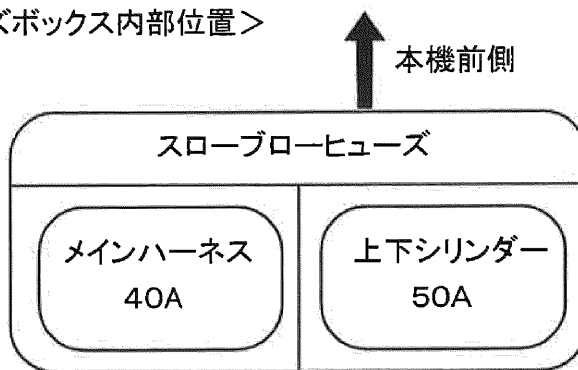 ズボックス内部位置>
本機前側
スローブローヒューズ
メインハーネス
40A
上下シリンダー
50A